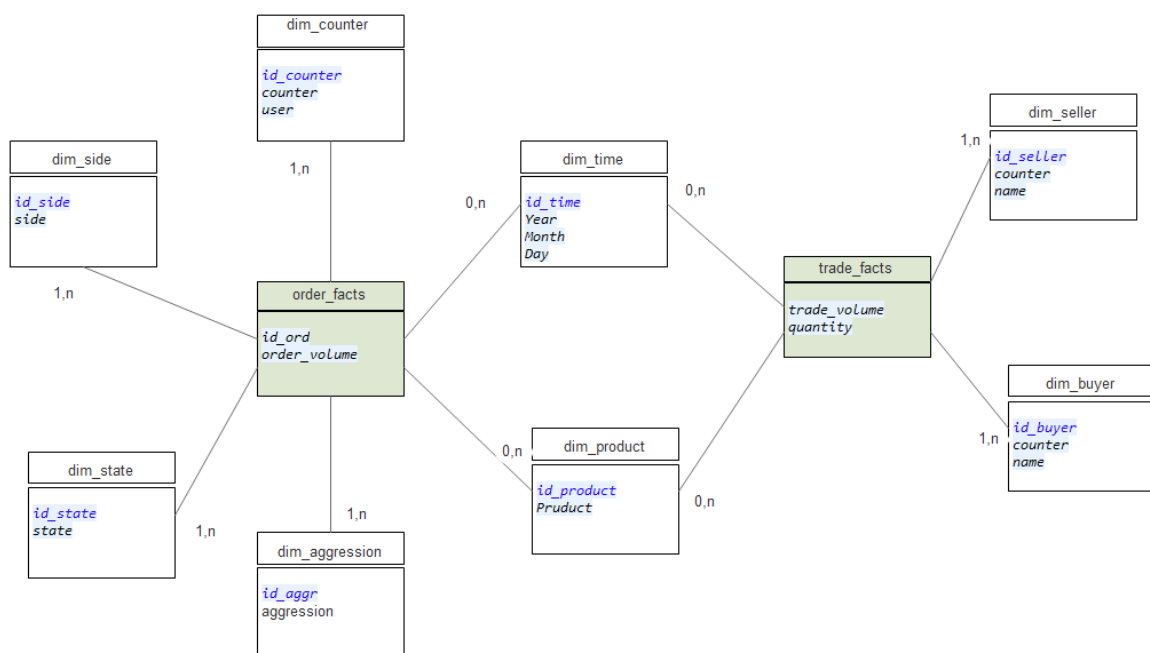 dim_counter
id_counter
counter
user
1,n
dim_side
id_side
side
1,n
dim_time
id_time
Year
Month
Day
0,n
0,n
dim_seller
id_seller
counter
name
1,n
order_facts
id_ord
order_volume
trade_facts
trade_volume
quantity
dim_state
id_state
state
1,n
dim_aggression
id_aggr
aggression
1,n
dim_product
id_product
Pruduct
0,n
0,n
dim_buyer
id_buyer
counter
name
1,n